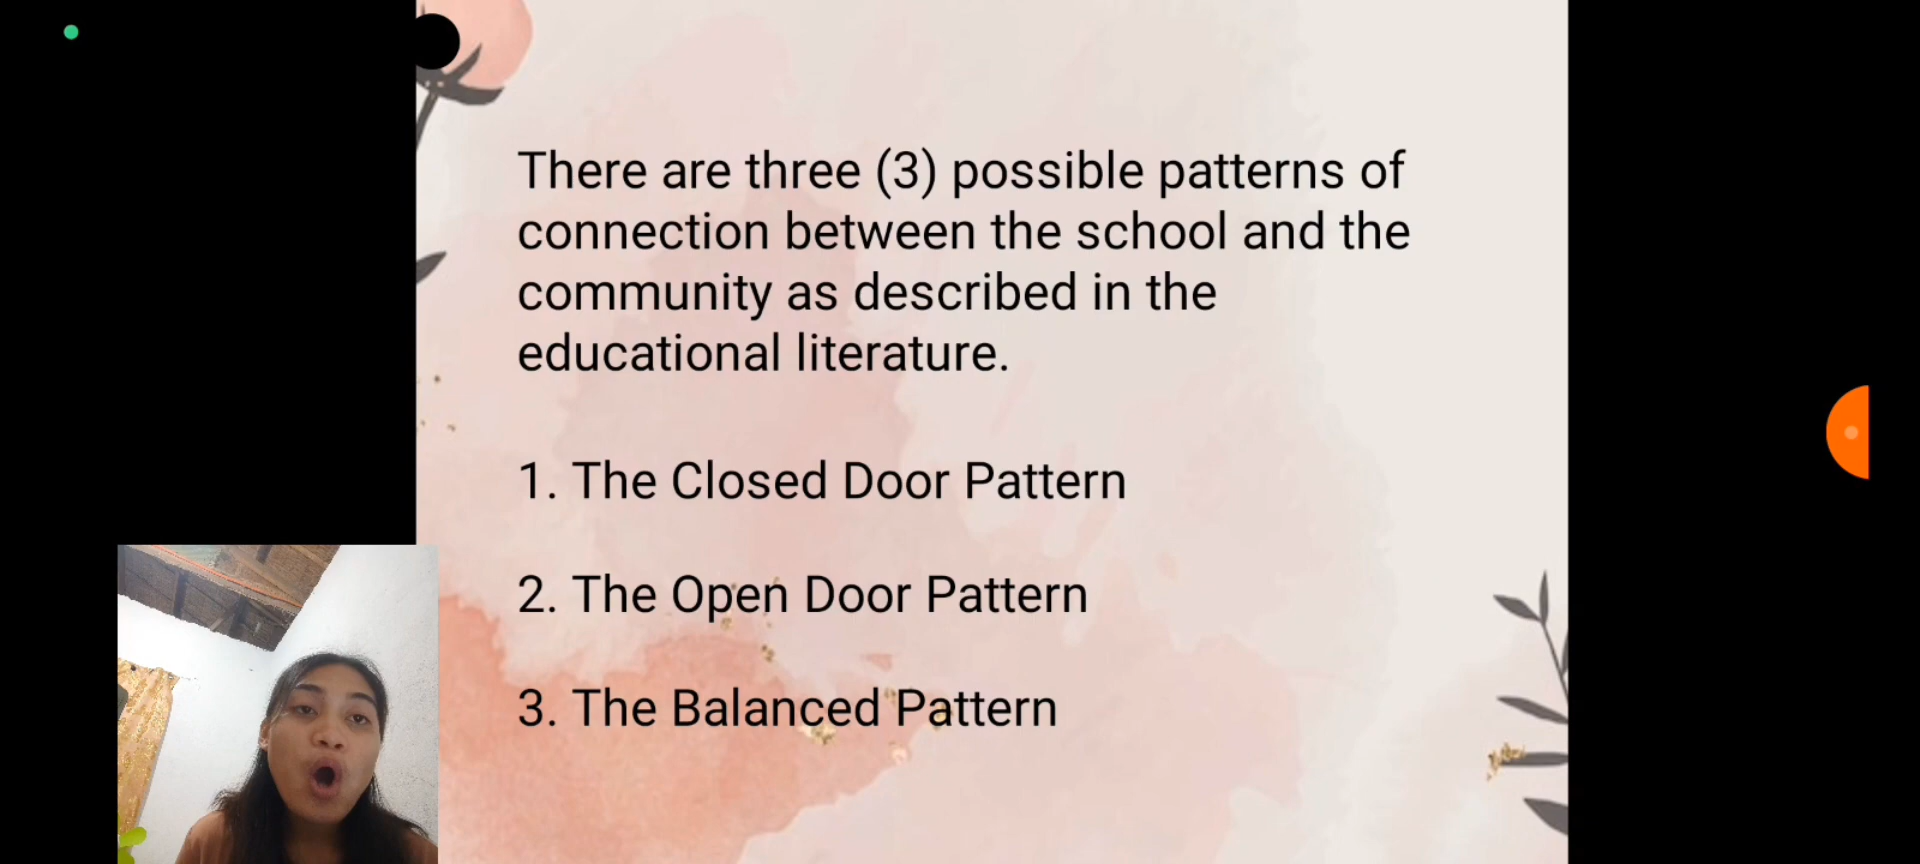 There are three (3) possible patterns of
connection between the school and the
community as described in the
educational literature.
1. The Closed Door Pattern
2. The Open Door Pattern
3. The Balanced Pattern